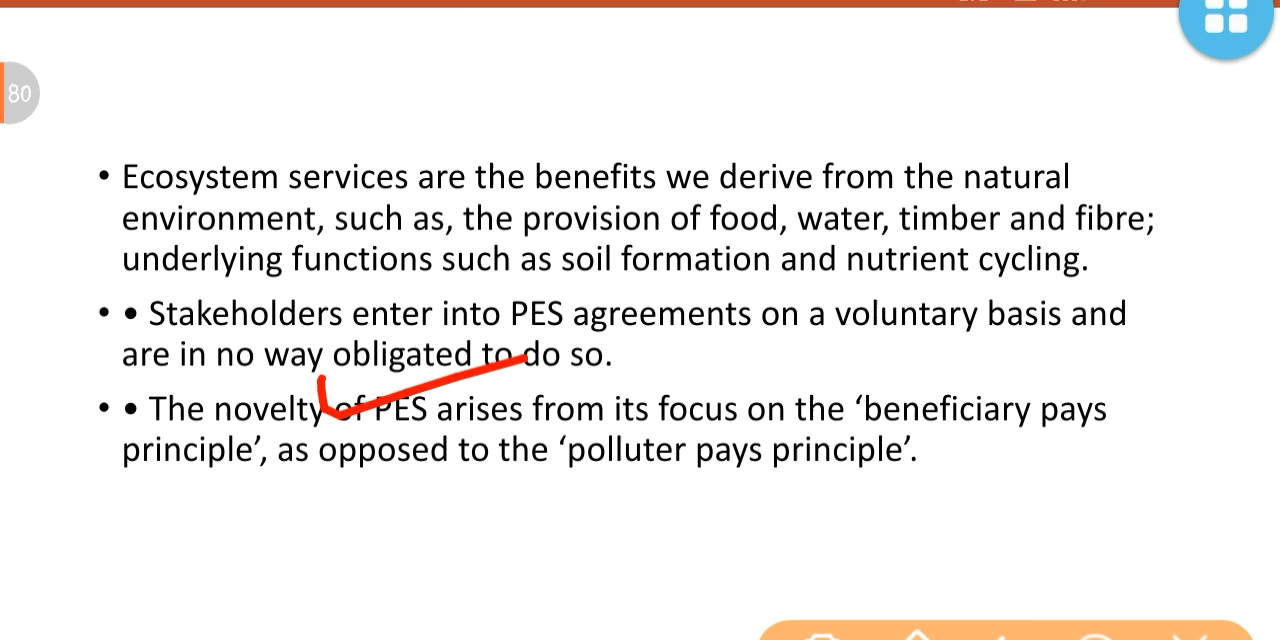 80
• Ecosystem services are the benefits we derive from the natural
environment, such as, the provision of food, water, timber and fibre;
underlying functions such as soil formation and nutrient cycling.
• • Stakeholders enter into PES agreements on a voluntary basis and
are in no way obligated to do so.
• • The novelty of PES arises from its focus on the ‘beneficiary pays
principle’, as opposed to the ‘polluter pays principle’.